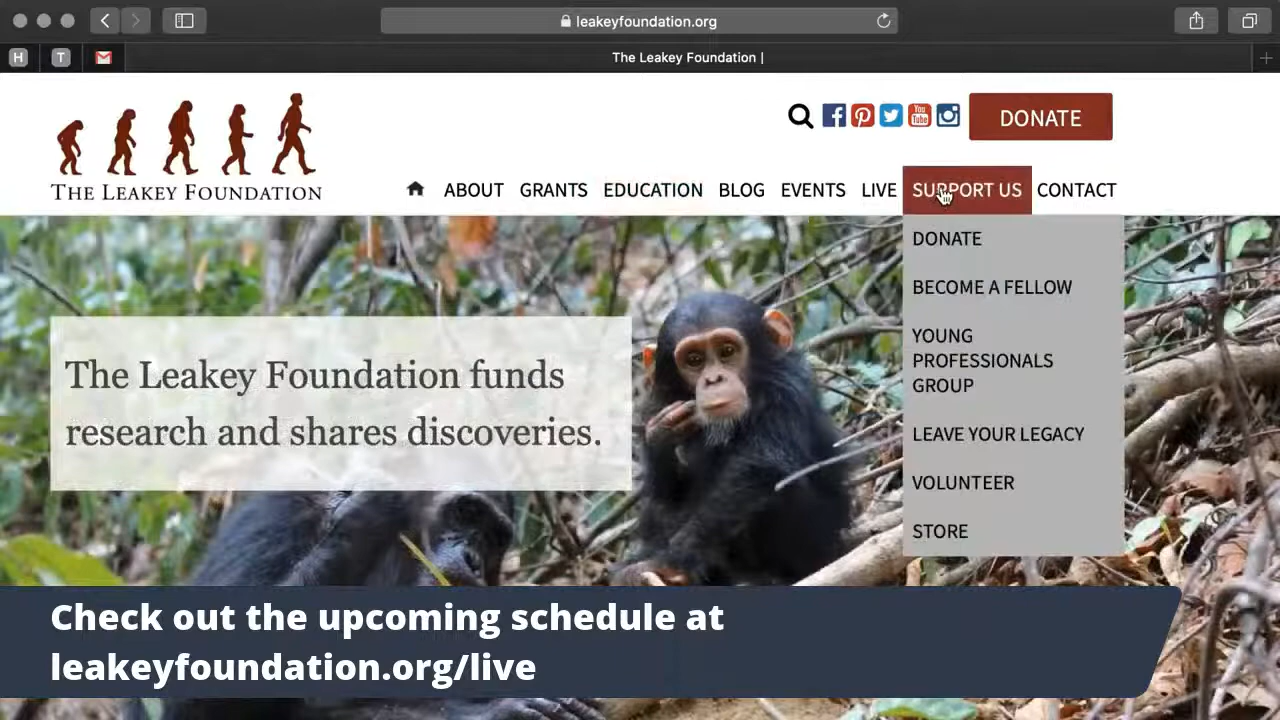 leakeyfoundation.org
H
T
The Leakey Foundation |
THE LEAKEY FOUNDATION
You
Tube
DONATE
ABOUT GRANTS EDUCATION BLOG EVENTS LIVE SUPPORT US CONTACT
DONATE
BECOME A FELLOW
YOUNG
PROFESSIONALS
GROUP
LEAVE YOUR LEGACY
VOLUNTEER
STORE
The Leakey Foundation funds
research and shares discoveries.
Check out the upcoming schedule at
leakeyfoundation.org/live